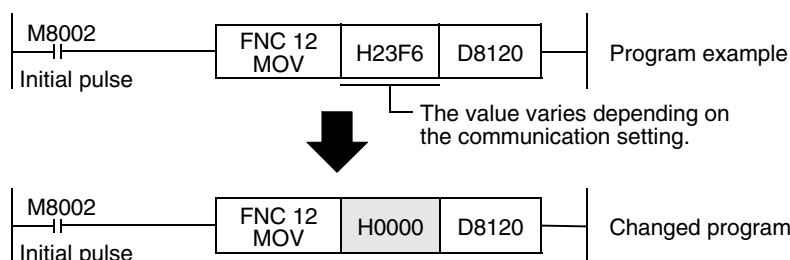 M8002
FNC 12
MOV
H23F6
D8120
Program example
Initial pulse
The value varies depending on
the communication setting.
M8002
FNC 12
MOV
H0000
D8120
Changed program
Initial pulse